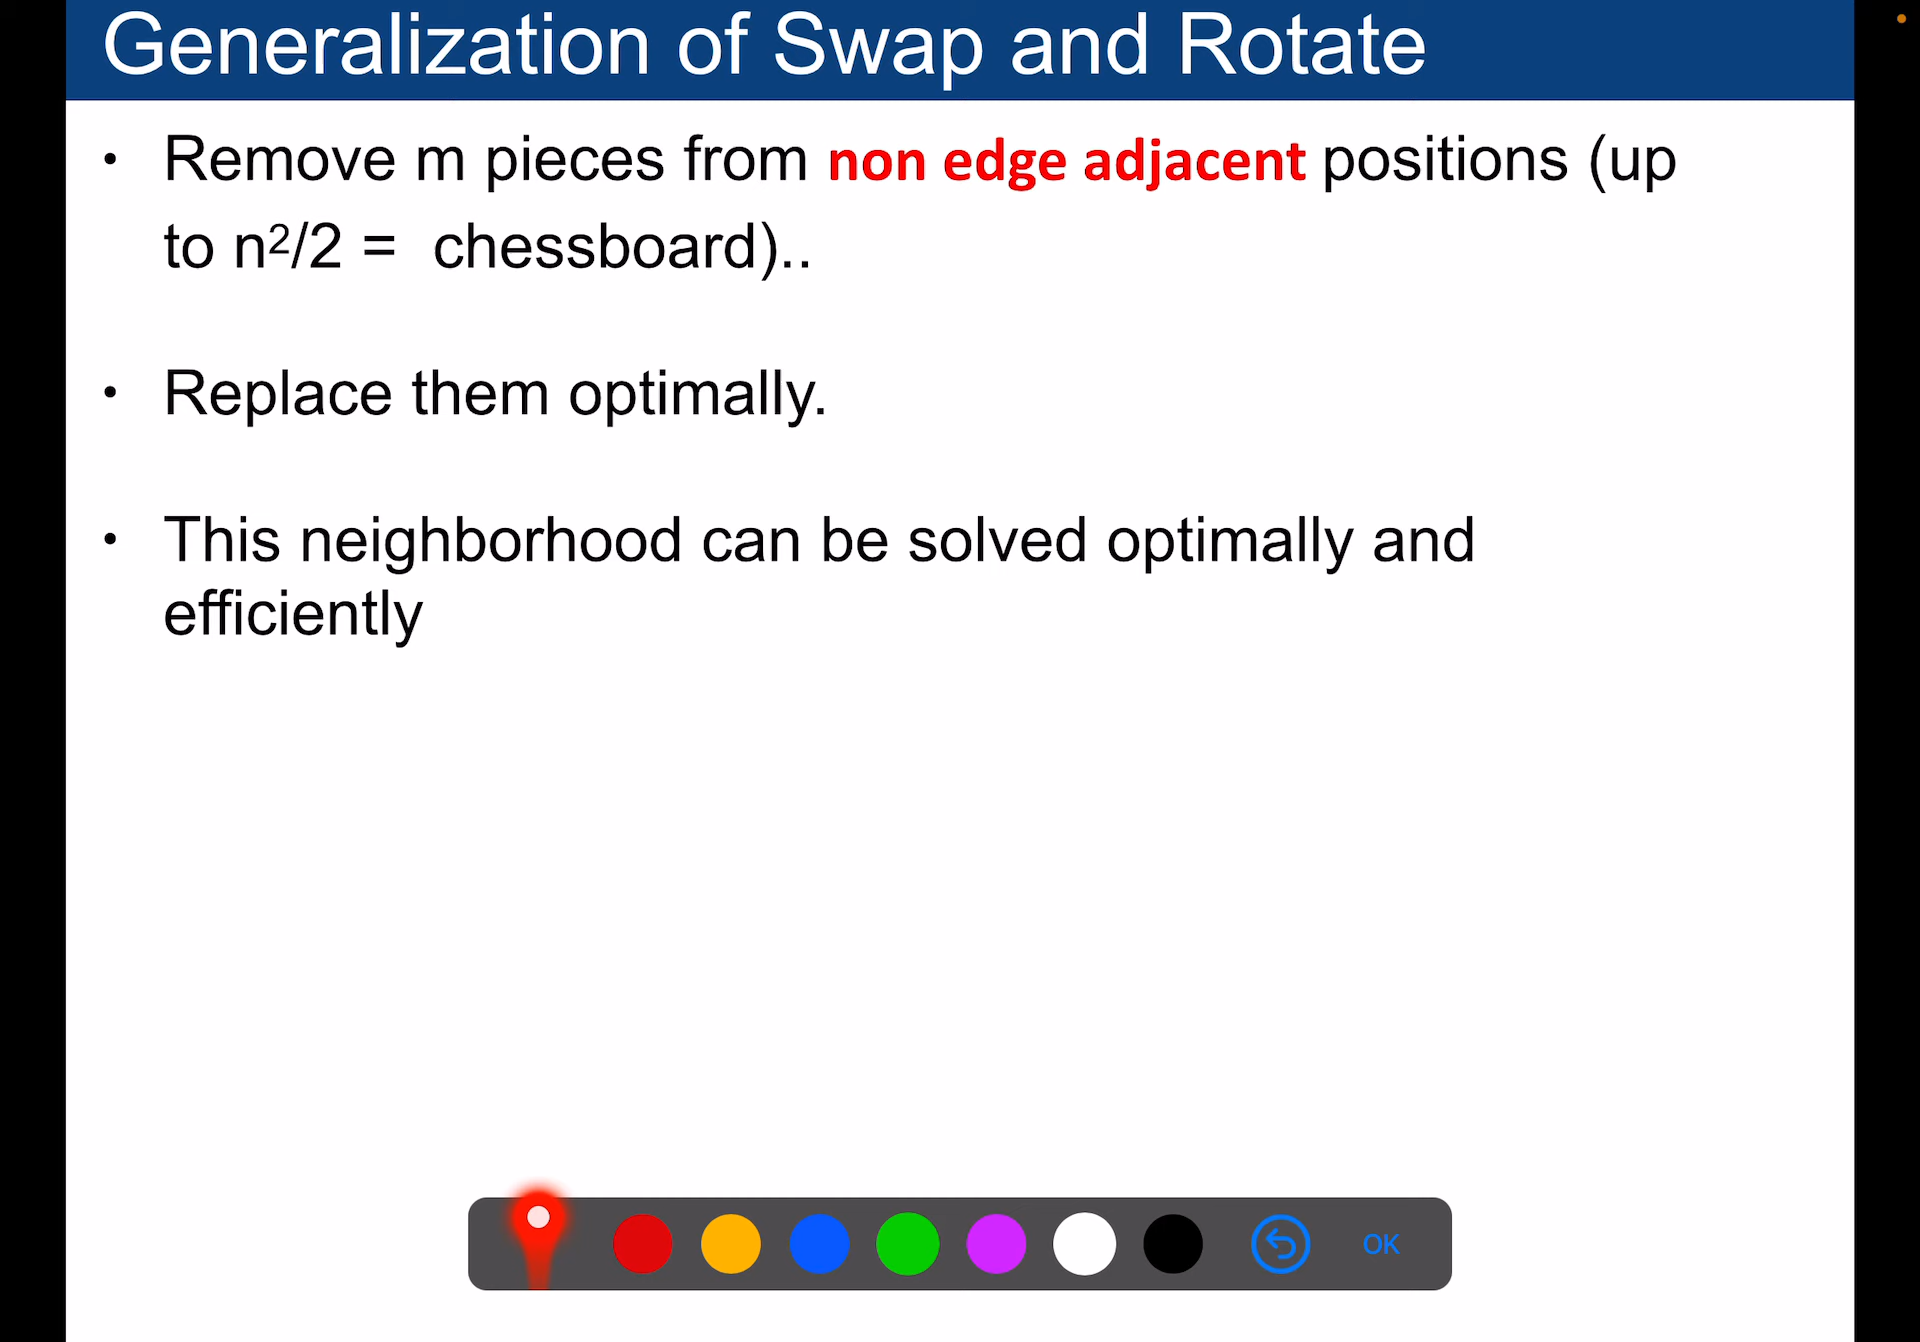 Generalization of Swap and Rotate
• Remove m pieces from non edge adjacent positions (up
to n²/2 = chessboard)..
• Replace them optimally.
• This neighborhood can be solved optimally and
efficiently
OK